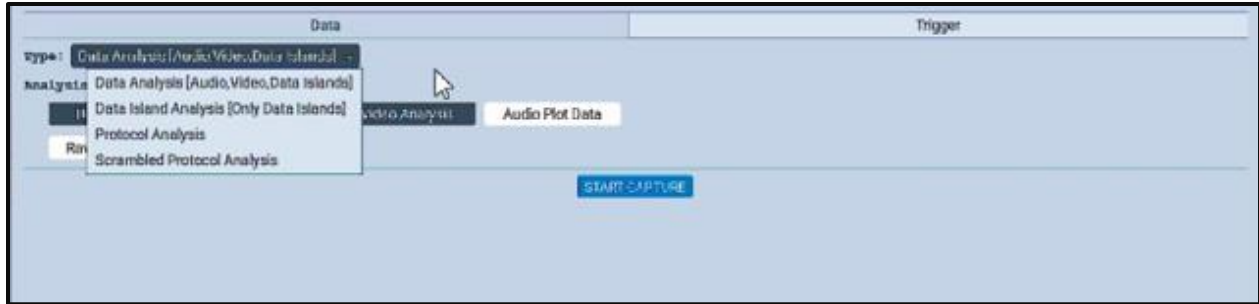 Data Trigger
Type: Data Analysis [Audio,Video,Data Islands]
Analysis
Data Analysis [Audio,Video,Data Islands]
Data Island Analysis [Only Data Islands]
Video Analysis Audio Plot Data
Protocol Analysis
Scrambled Protocol Analysis
START CAPTURE